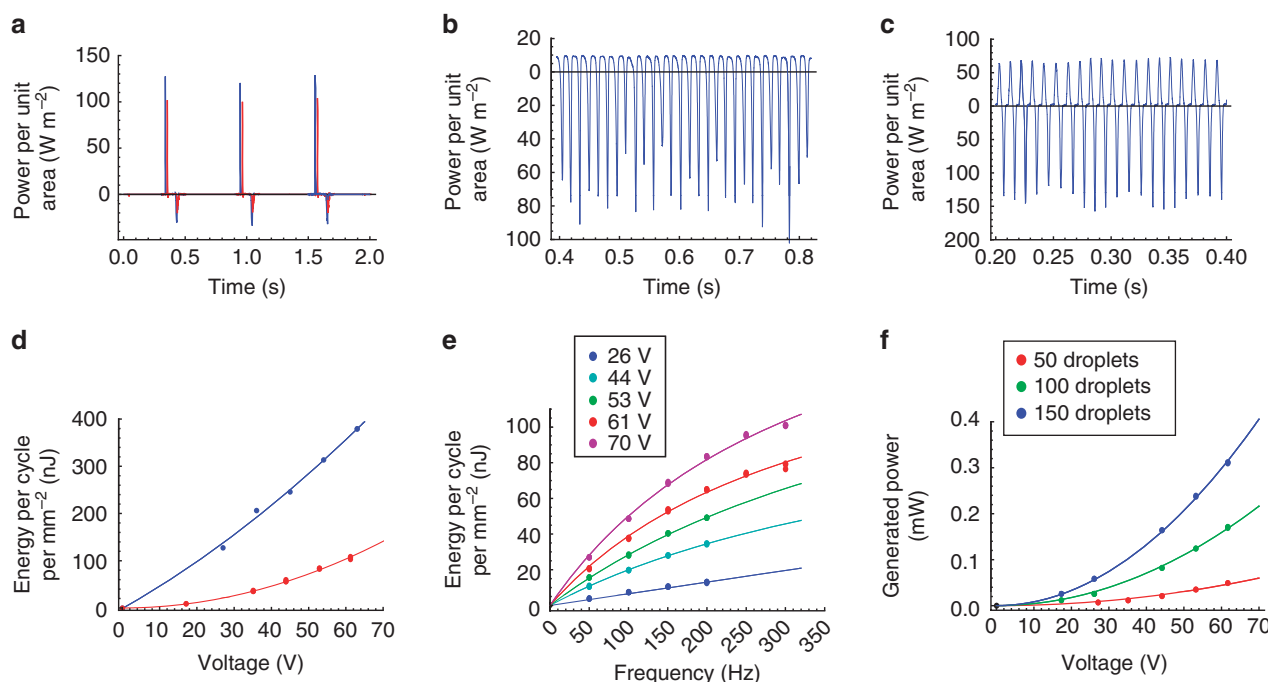 a
Power per unit
area (W m⁻²)
150
100
50
0
0.0 0.5 1.0 1.5 2.0
Time (s)
b
Power per unit
area (W m⁻²)
20
0
20
40
60
80
100
0.4 0.5 0.6 0.7 0.8
Time (s)
c
Power per unit
area (W m⁻²)
100
50
0
50
100
150
200
0.20 0.25 0.30 0.35 0.40
Time (s)
d
Energy per cycle
per mm⁻² (nJ)
400
300
200
100
0
0 10 20 30 40 50 60 70
Voltage (V)
e
26 V
44 V
53 V
61 V
70 V
Energy per cycle
per mm⁻² (nJ)
100
80
60
40
20
0
0 50 100 150 200 250 300 350
Frequency (Hz)
f
50 droplets
100 droplets
150 droplets
Generated power
(mW)
0.4
0.3
0.2
0.1
0.0
0 10 20 30 40 50 60 70
Voltage (V)